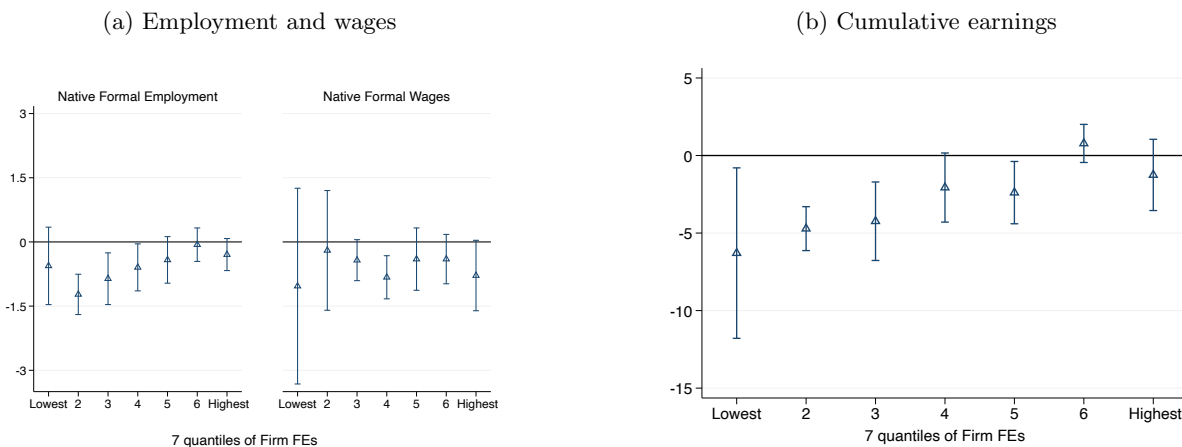 (a) Employment and wages
Native Formal Employment Native Formal Wages
3
1.5
0
-1.5
-3
Lowest 2 3 4 5 6 Highest Lowest 2 3 4 5 6 Highest
7 quantiles of Firm FEs
(b) Cumulative earnings
5
0
-5
-10
-15
Lowest 2 3 4 5 6 Highest
7 quantiles of Firm FEs